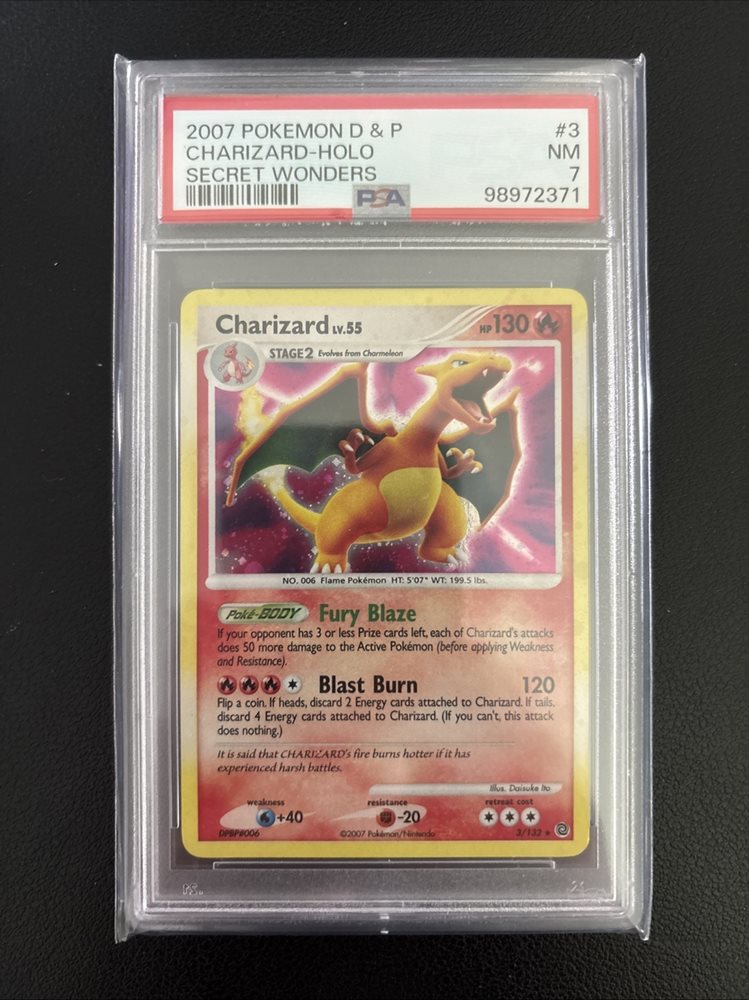 2007 POKEMON D & P #3
CHARIZARD-HOLO NM
SECRET WONDERS 7
PSA 98972371
Charizard LV.55 HP 130
STAGE2 Evolves from Charmeleon
NO. 006 Flame Pokémon HT: 5'07" WT: 199.5 lbs.
Poké-BODY Fury Blaze
If your opponent has 3 or less Prize cards left, each of Charizard's attacks
does 50 more damage to the Active Pokémon (before applying Weakness
and Resistance).
Blast Burn 120
Flip a coin. If heads, discard 2 Energy cards attached to Charizard. If tails,
discard 4 Energy cards attached to Charizard. (If you can't, this attack
does nothing.)
It is said that CHARIZARD's fire burns hotter if it has
experienced harsh battles.
Illus. Daisuke Ito
weakness resistance retreat cost
+40 -20
DPBP#006 ©2007 Pokémon/Nintendo 3/132 ★